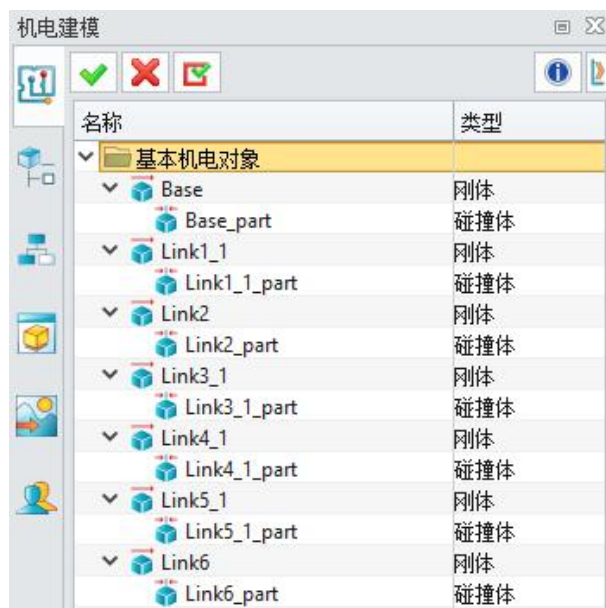 机电建模
名称 类型
基本机电对象
Base 刚体
Base_part 碰撞体
Link1_1 刚体
Link1_1_part 碰撞体
Link2 刚体
Link2_part 碰撞体
Link3_1 刚体
Link3_1_part 碰撞体
Link4_1 刚体
Link4_1_part 碰撞体
Link5_1 刚体
Link5_1_part 碰撞体
Link6 刚体
Link6_part 碰撞体